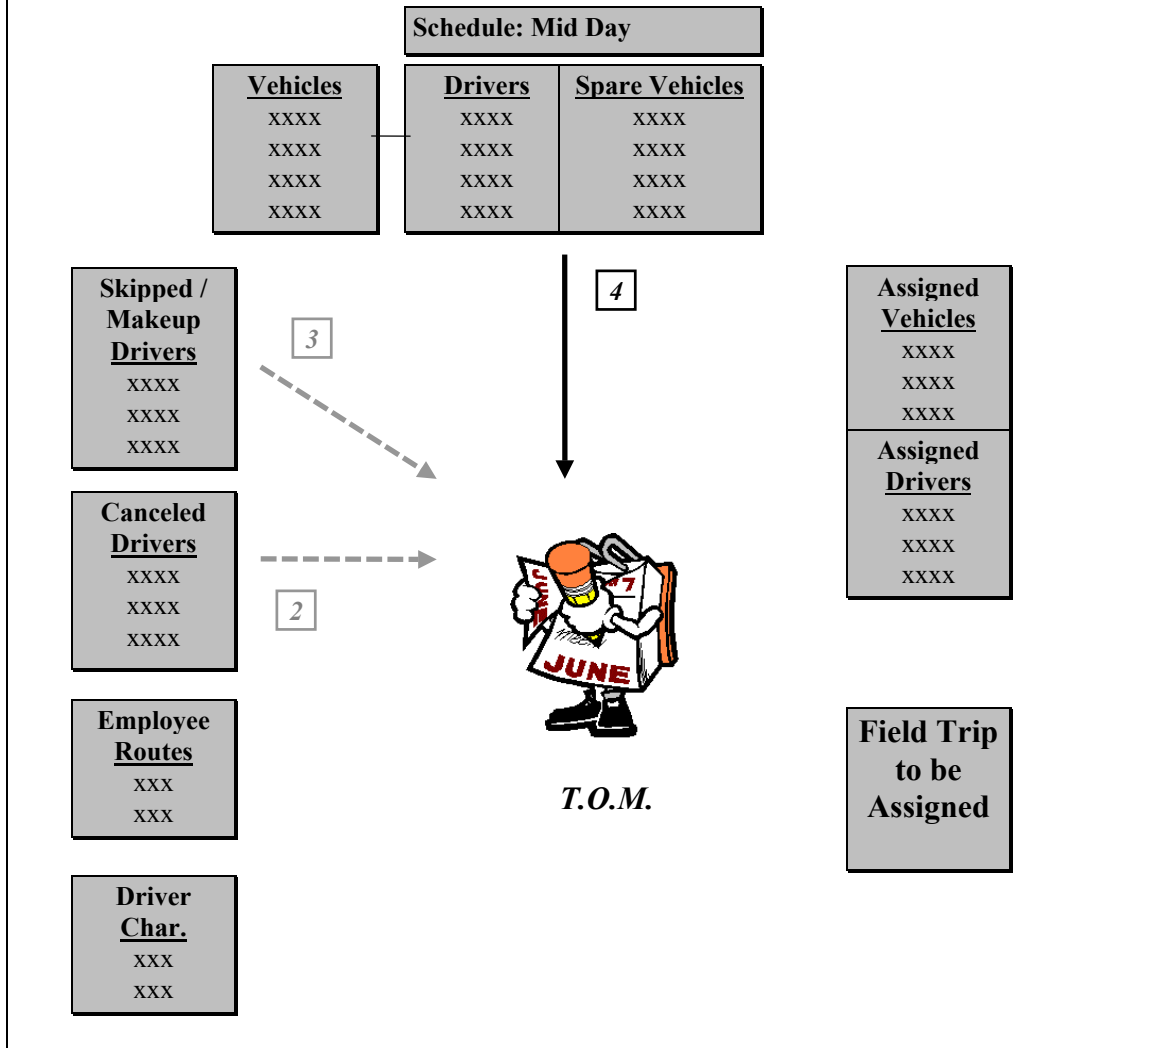 Schedule: Mid Day
Vehicles
xxxx
xxxx
xxxx
xxxx
Drivers
xxxx
xxxx
xxxx
xxxx
Spare Vehicles
xxxx
xxxx
xxxx
xxxx
Skipped /
Makeup
Drivers
xxxx
xxxx
xxxx
3
4
Assigned
Vehicles
xxxx
xxxx
xxxx
Assigned
Drivers
xxxx
xxxx
xxxx
Canceled
Drivers
xxxx
xxxx
xxxx
2
JUNE
#7
JUNE
T.O.M.
Employee
Routes
xxx
xxx
Field Trip
to be
Assigned
Driver
Char.
xxx
xxx